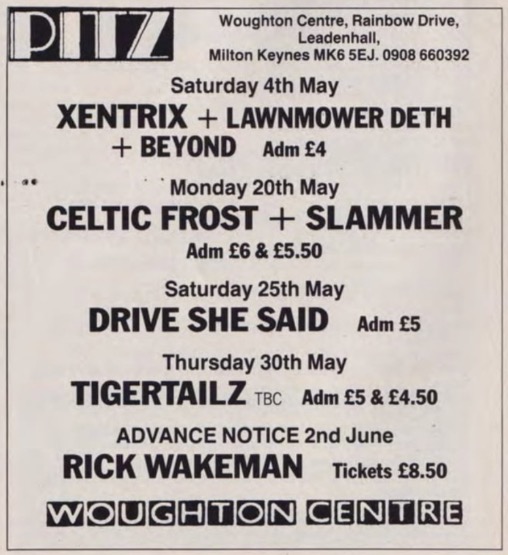 PITZ
Woughton Centre, Rainbow Drive,
Leadenhall,
Milton Keynes MK6 5EJ. 0908 660392
Saturday 4th May
XENTRIX + LAWNMOWER DETH
+ BEYOND Adm £4
Monday 20th May
CELTIC FROST + SLAMMER
Adm £6 & £5.50
Saturday 25th May
DRIVE SHE SAID Adm £5
Thursday 30th May
TIGERTAILZ TBC Adm £5 & £4.50
ADVANCE NOTICE 2nd June
RICK WAKEMAN Tickets £8.50
WOUGHTON CENTRE